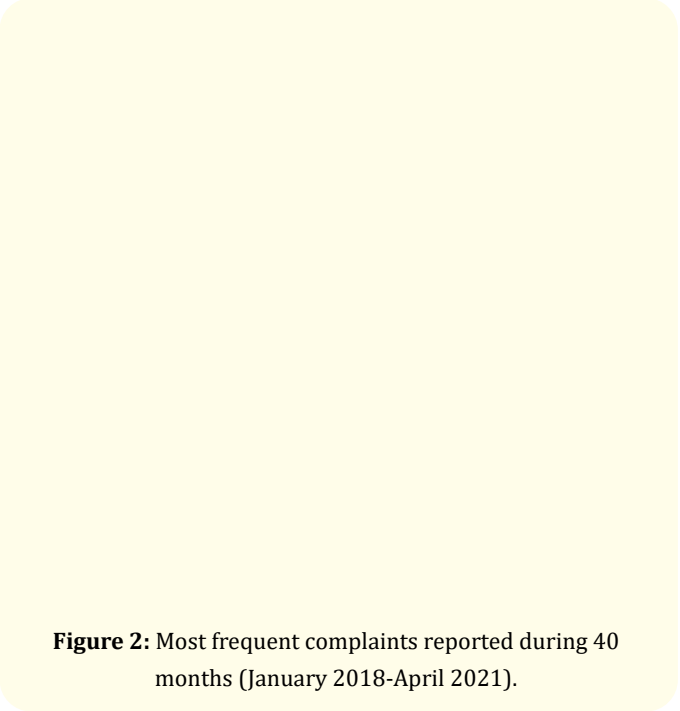 Figure 2: Most frequent complaints reported during 40
months (January 2018-April 2021).